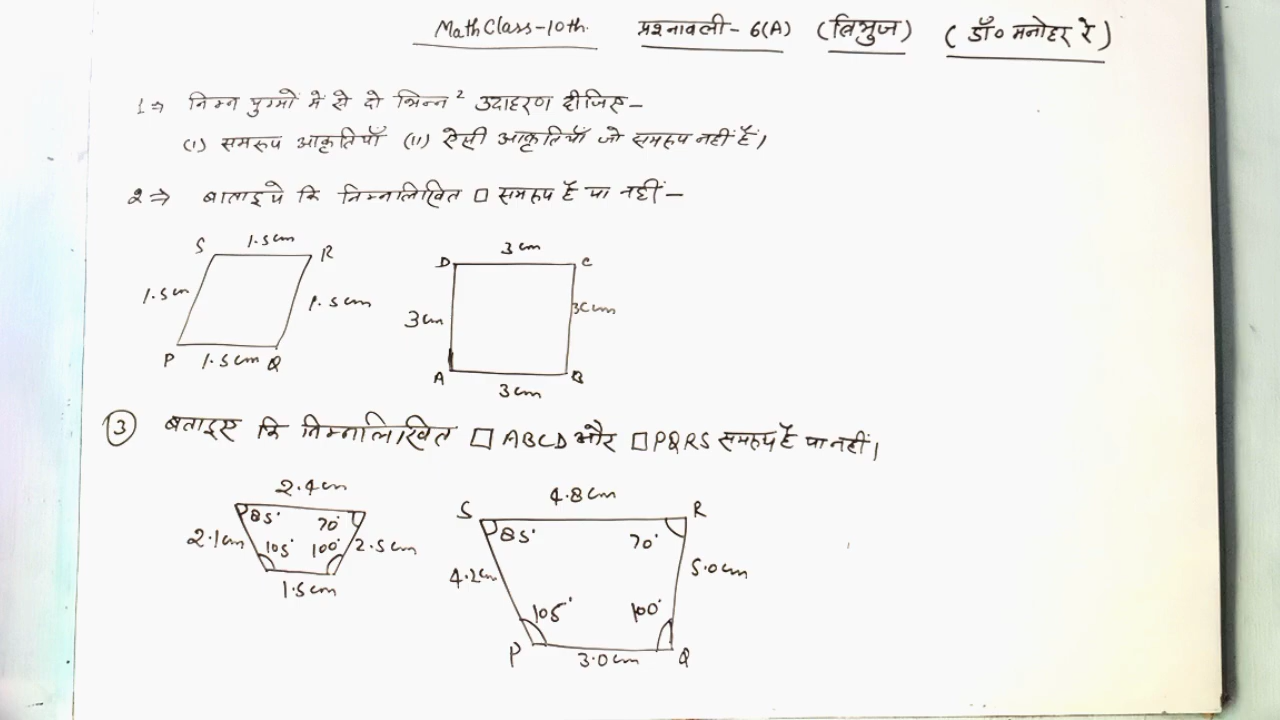 Math Class-10th. प्रश्नावली- 6(A) (त्रिभुज) (डॉ० मनोहर रे)
1⇒ निम्न युग्मों में से दो भिन्न² उदाहरण दीजिए-
(i) समरूप आकृतियाँ (ii) ऐसी आकृतियाँ जो समरूप नहीं हैं।
2⇒ बाताइये कि निम्नलिखित □ समरूप हैं या नहीं-
S 1.5cm R
1.5cm 1.5cm
P 1.5cm Q
D 3cm C
3cm 3cm
A 3cm B
③ बताइए कि निम्नलिखित □ ABCD और □PQRS समरूप हैं या नहीं।
2.4cm
85° 70°
2.1cm 105° 100° 2.5cm
1.5cm
S 4.8cm R
85° 70°
4.2cm 5.0cm
105° 100°
P 3.0cm Q